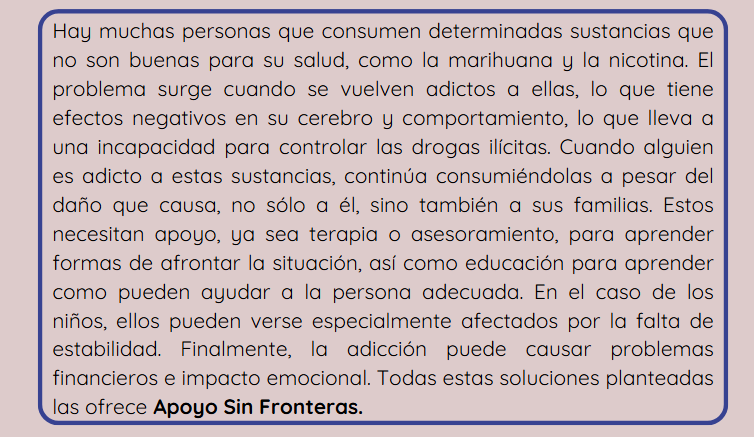 Hay muchas personas que consumen determinadas sustancias que
no son buenas para su salud, como la marihuana y la nicotina. El
problema surge cuando se vuelven adictos a ellas, lo que tiene
efectos negativos en su cerebro y comportamiento, lo que lleva a
una incapacidad para controlar las drogas ilícitas. Cuando alguien
es adicto a estas sustancias, continúa consumiéndolas a pesar del
daño que causa, no sólo a él, sino también a sus familias. Estos
necesitan apoyo, ya sea terapia o asesoramiento, para aprender
formas de afrontar la situación, así como educación para aprender
como pueden ayudar a la persona adecuada. En el caso de los
niños, ellos pueden verse especialmente afectados por la falta de
estabilidad. Finalmente, la adicción puede causar problemas
financieros e impacto emocional. Todas estas soluciones planteadas
las ofrece Apoyo Sin Fronteras.